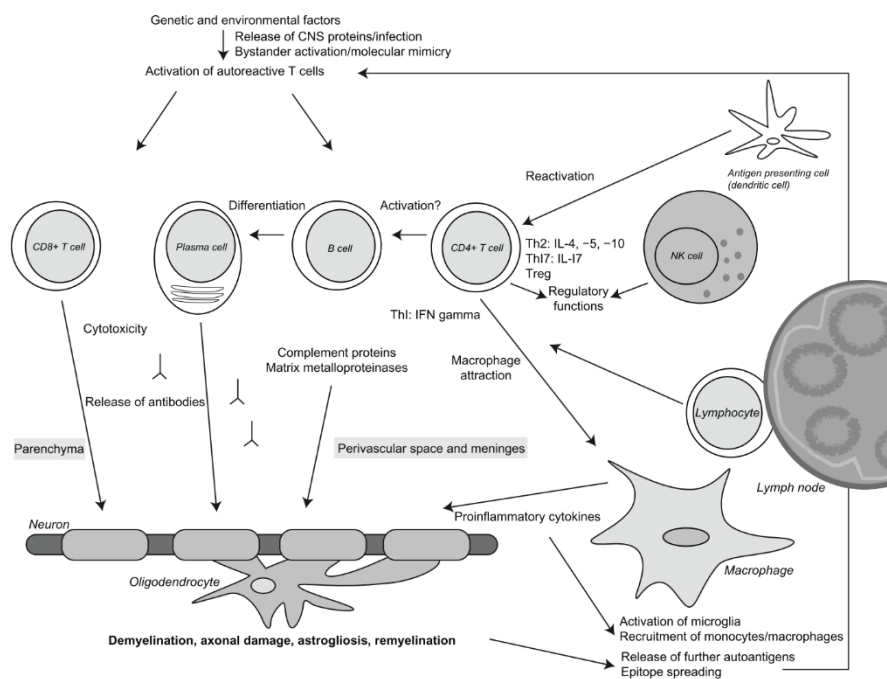 Genetic and environmental factors
Release of CNS proteins/infection
Bystander activation/molecular mimicry
Activation of autoreactive T cells
Antigen presenting cell
(dendritic cell)
Reactivation
Differentiation
Activation?
CD8+ T cell
Plasma cell
B cell
CD4+ T cell
Th2: IL-4, −5, −10
ThI7: IL-I7
Treg
NK cell
Regulatory
functions
ThI: IFN gamma
Cytotoxicity
Complement proteins
Matrix metalloproteinases
Macrophage
attraction
Release of antibodies
Lymphocyte
Parenchyma
Perivascular space and meninges
Lymph node
Neuron
Proinflammatory cytokines
Oligodendrocyte
Macrophage
Demyelination, axonal damage, astrogliosis, remyelination
Activation of microglia
Recruitment of monocytes/macrophages
Release of further autoantigens
Epitope spreading